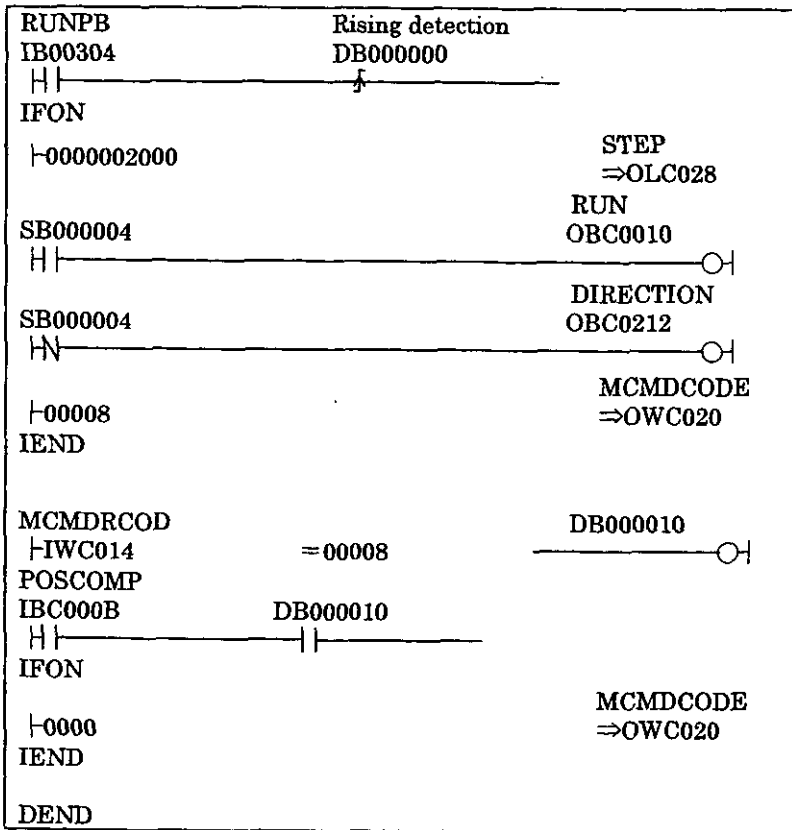 RUNPB Rising detection
IB00304 DB000000
IFON
0000002000 STEP
⇒OLC028
RUN
SB000004 OBC0010
DIRECTION
SB000004 OBC0212
N
00008 MCMDCODE
⇒OWC020
IEND
MCMDRCOD DB000010
IWC014 =00008
POSCOMP
IBC000B DB000010
IFON
0000 MCMDCODE
⇒OWC020
IEND
DEND